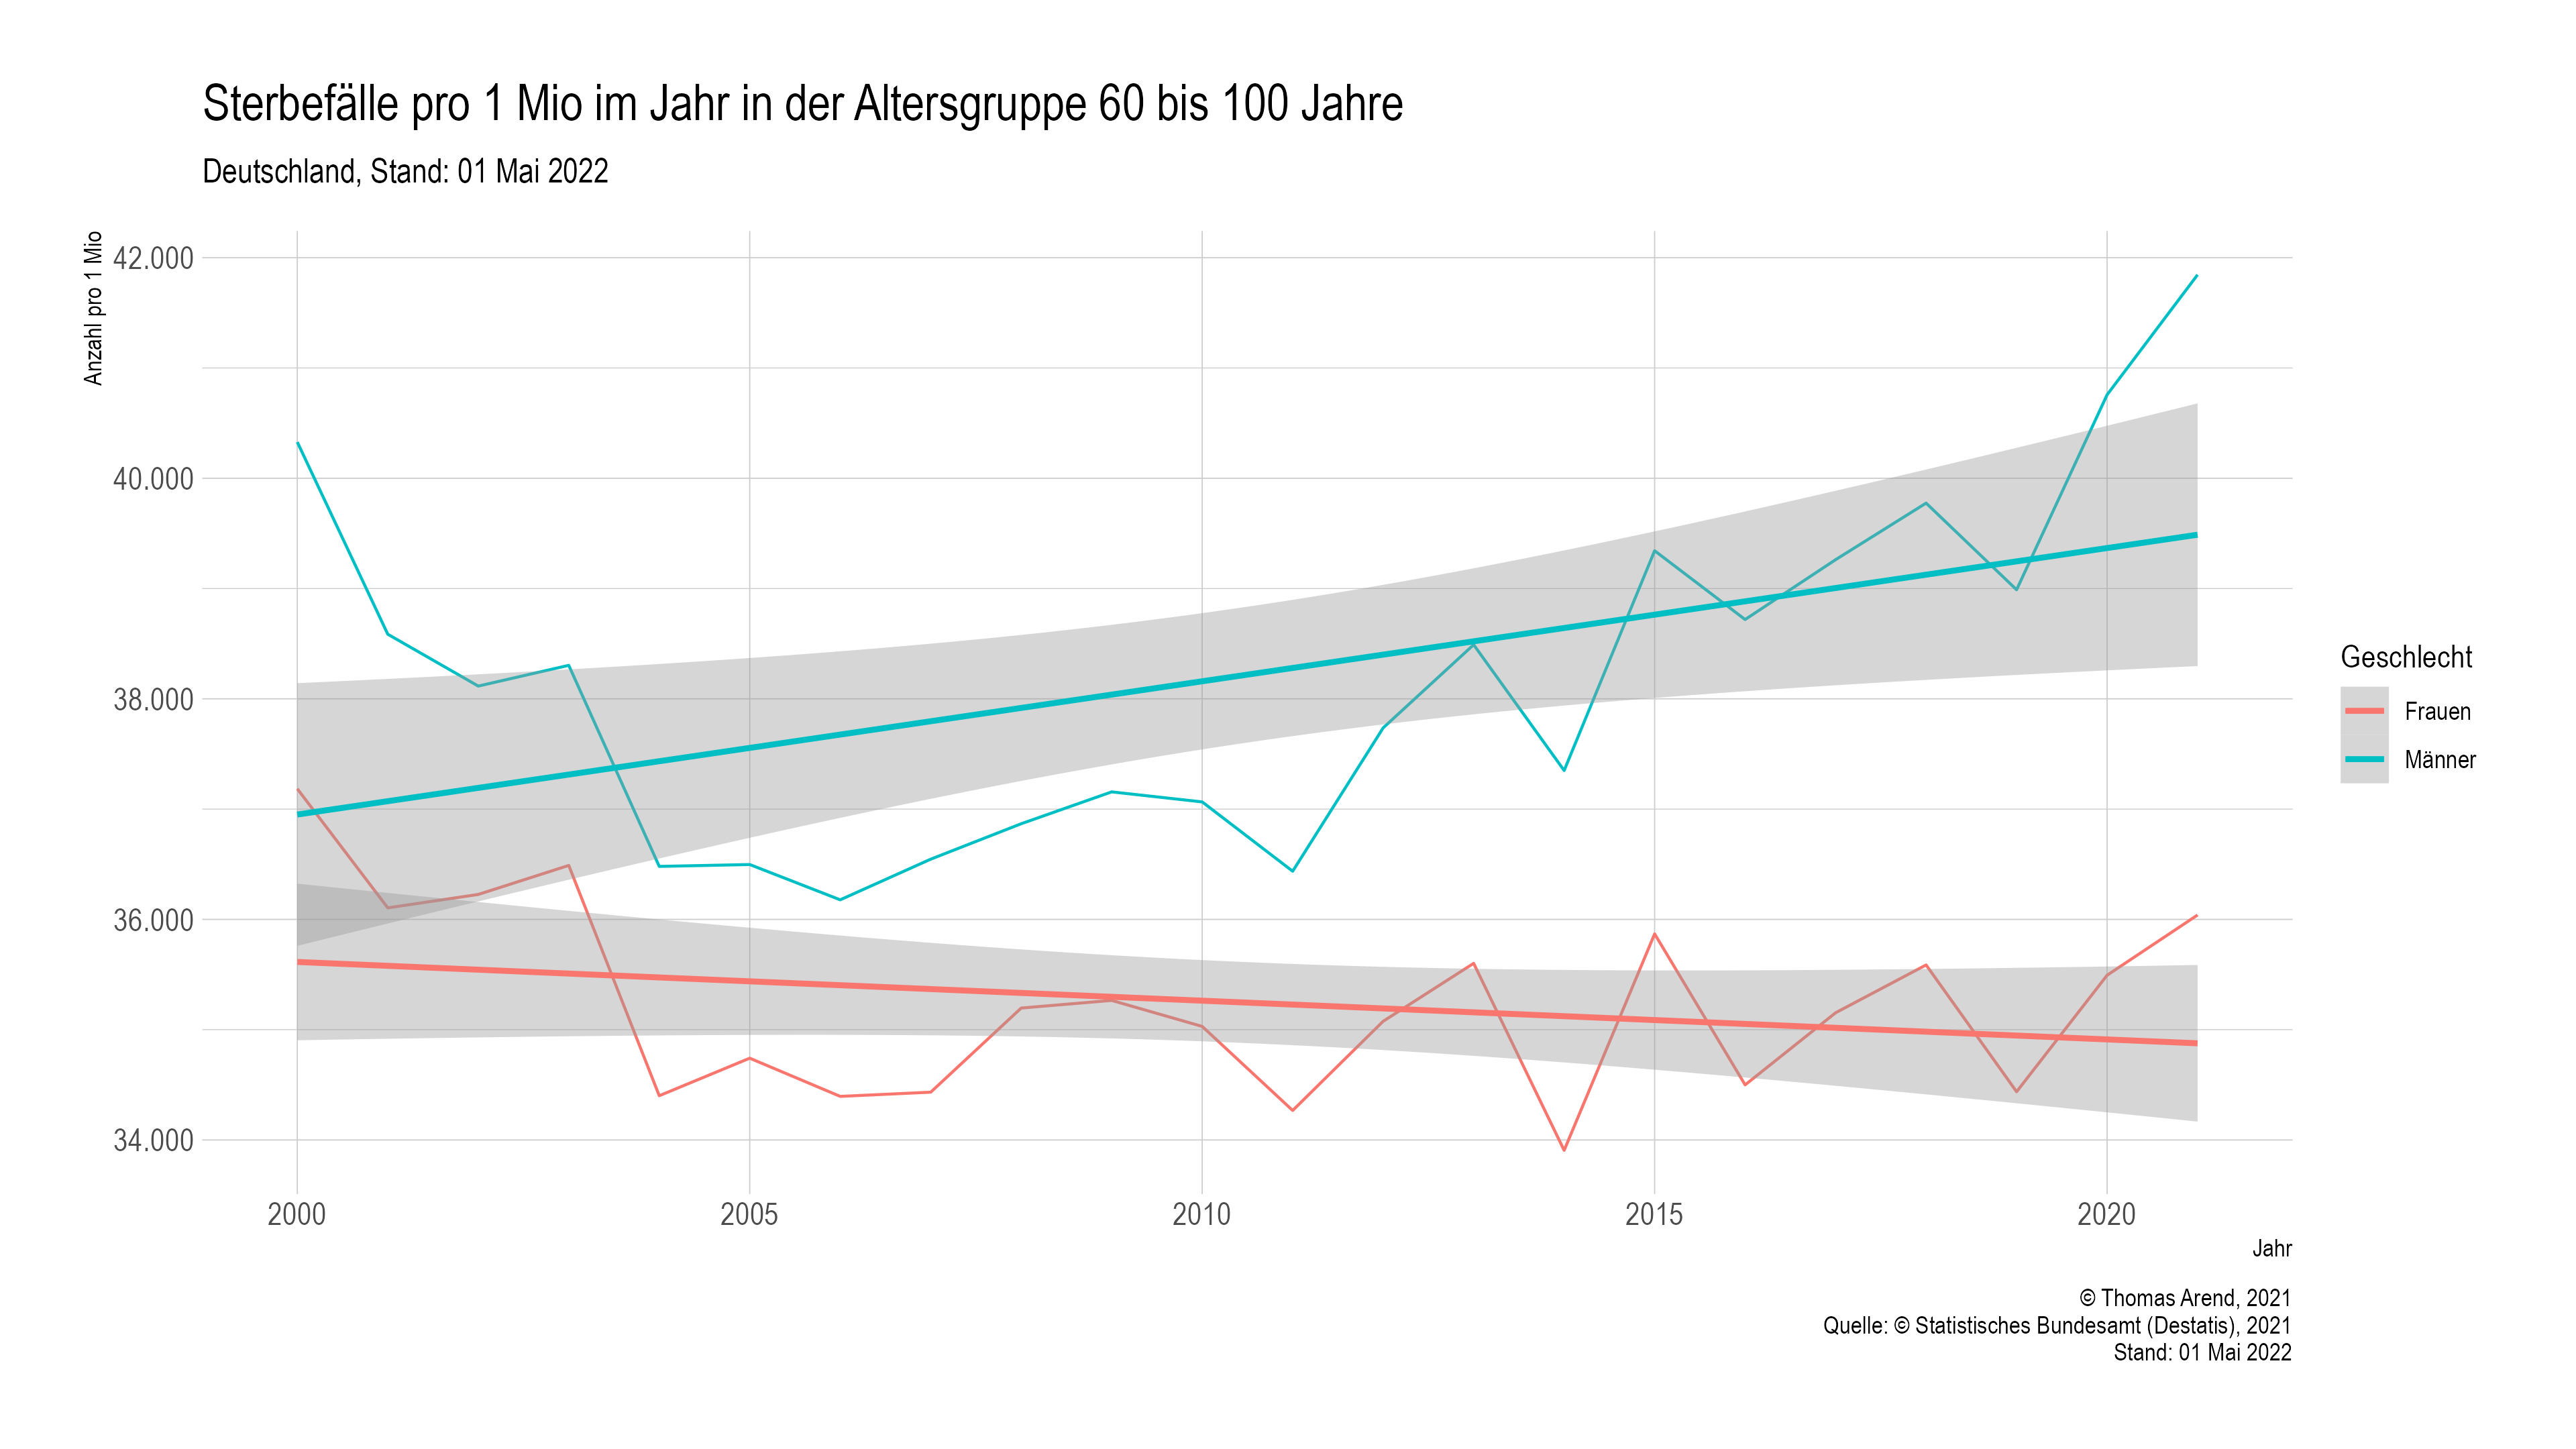 Sterbefälle pro 1 Mio im Jahr in der Altersgruppe 60 bis 100 Jahre
Deutschland, Stand: 01 Mai 2022
Anzahl pro 1 Mio
42.000
40.000
38.000
36.000
34.000
2000
2005
2010
2015
2020
Jahr
Geschlecht
Frauen
Männer
© Thomas Arend, 2021
Quelle: © Statistisches Bundesamt (Destatis), 2021
Stand: 01 Mai 2022